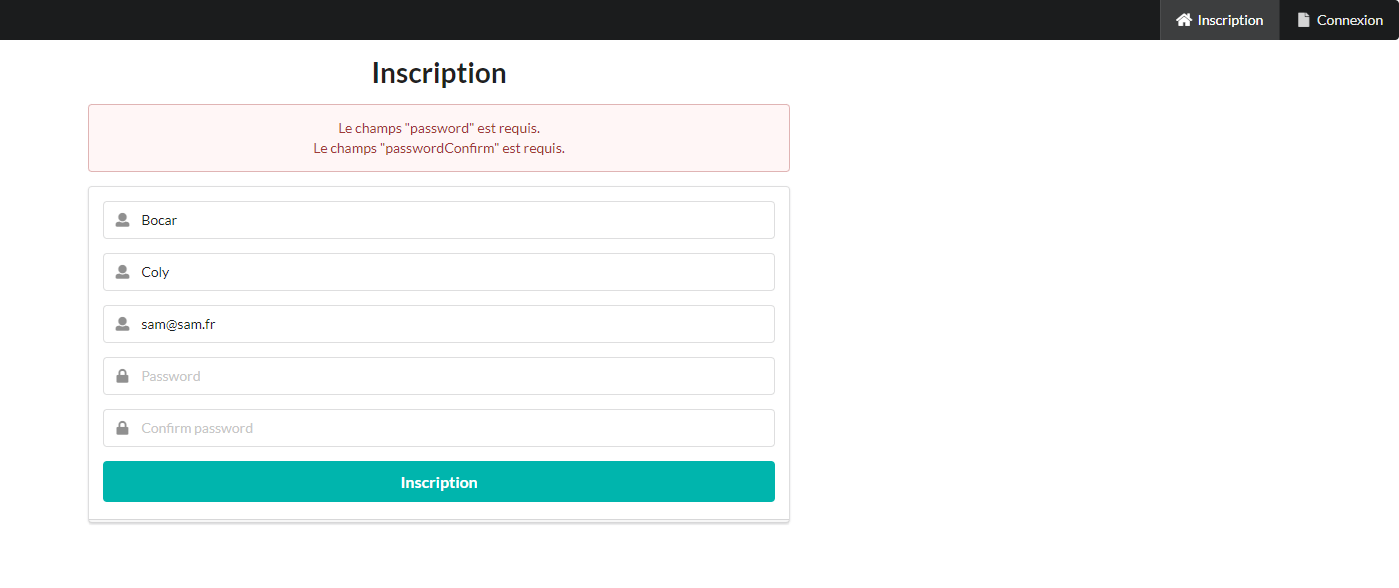 Inscription
Connexion
Inscription
Le champs "password" est requis.
Le champs "passwordConfirm" est requis.
Bocar
Coly
sam@sam.fr
Password
Confirm password
Inscription